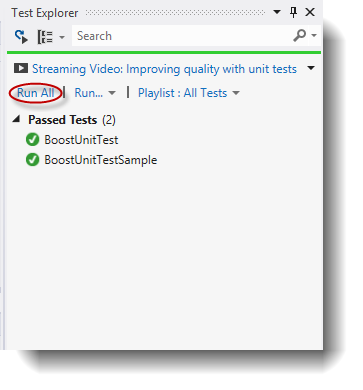 Test Explorer
Search
Streaming Video: Improving quality with unit tests
Run All | Run... | Playlist : All Tests
Passed Tests (2)
BoostUnitTest
BoostUnitTestSample